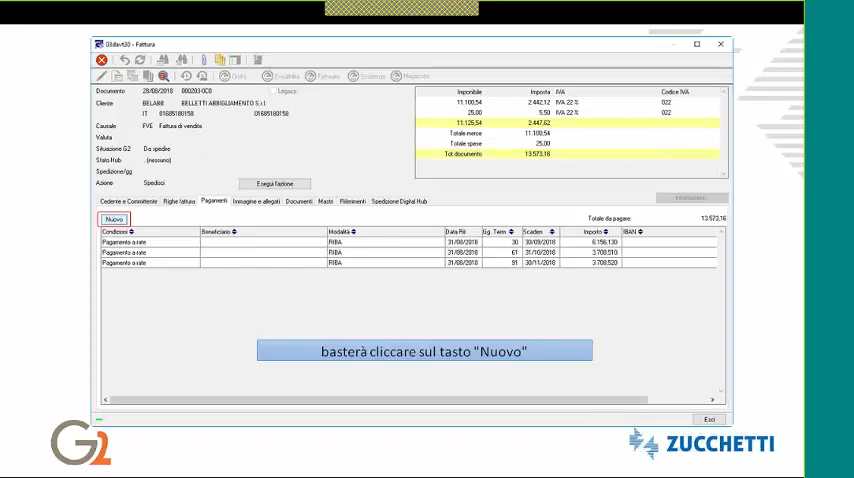 03davt30 - Fattura
Ordini Evadibilità Estratto Scadenze Magazzino
Documento 28/08/2018 000203-0C0 Legacy
Cliente BELABB BELLETTI ABBIGLIAMENTO S.r.l.
IT 01685180158 01685180158
Causale FVE Fattura di vendita
Valuta
Situazione G2 Da spedire
Stato Hub . (nessuno)
Spedizione/gg
Azione Spedisci Esegui l'azione
Imponibile Imposta IVA Codice IVA
11.100,54 2.442,12 IVA 22 % 022
25,00 5,50 IVA 22 % 022
11.125,54 2.447,62
Totale merce 11.100,54
Totale spese 25,00
Tot documento 13.573,16
Cedente e Committente Righe fattura Pagamenti Immagine e allegati Documenti Mastri Riferimenti Spedizione Digital Hub
Nuovo Totale da pagare: 13.573,16
Condizioni Beneficiario Modalità Data Rif. Gg. Term Scaden Importo IBAN
Pagamento a rate RIBA 31/08/2018 30 30/09/2018 6.156,130
Pagamento a rate RIBA 31/08/2018 61 31/10/2018 3.708,510
Pagamento a rate RIBA 31/08/2018 91 30/11/2018 3.708,520
basterà cliccare sul tasto "Nuovo"
Esci
G2 ZUCCHETTI